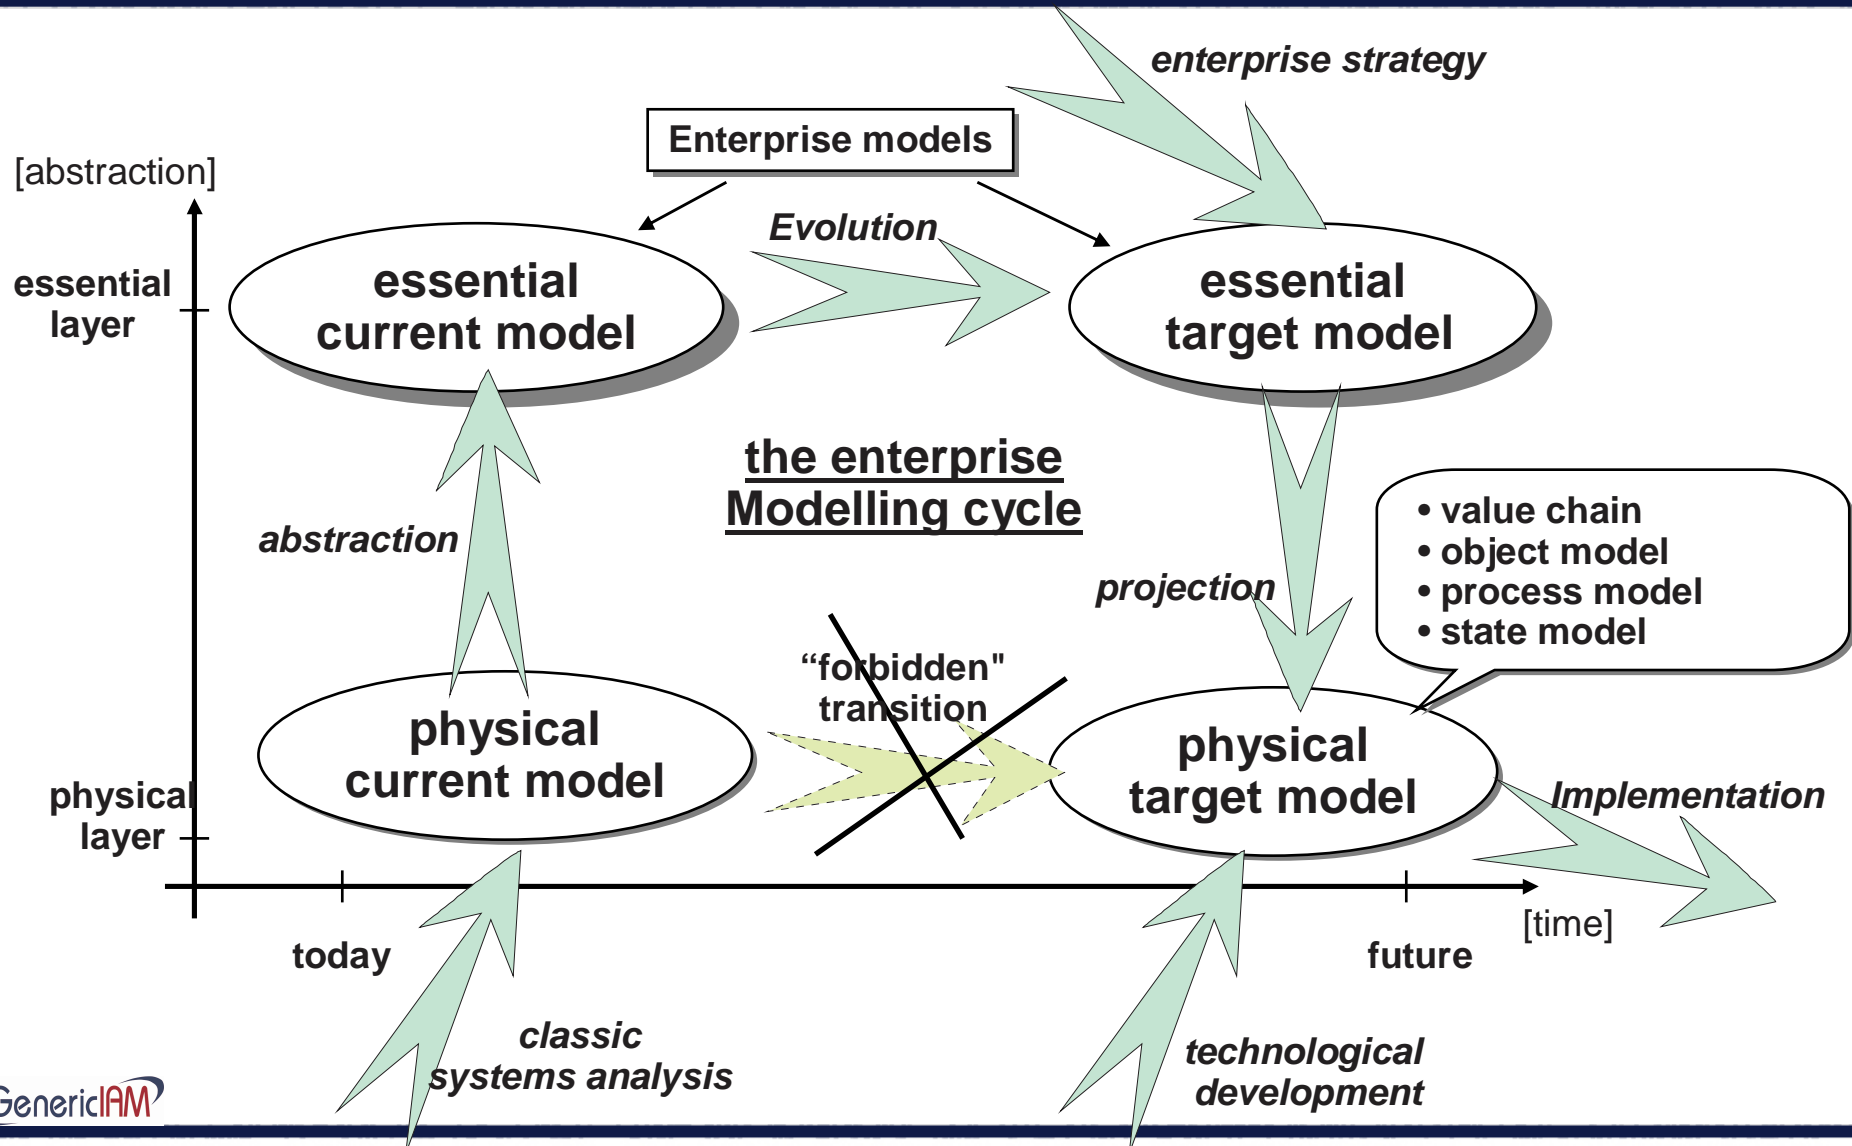 enterprise strategy
Enterprise models
[abstraction]
Evolution
essential
layer
essential
current model
essential
target model
the enterprise
Modelling cycle
abstraction
projection
• value chain
• object model
• process model
• state model
“forbidden"
transition
physical
current model
physical
target model
physical
layer
Implementation
today
future
[time]
classic
systems analysis
technological
development
GenericIAM